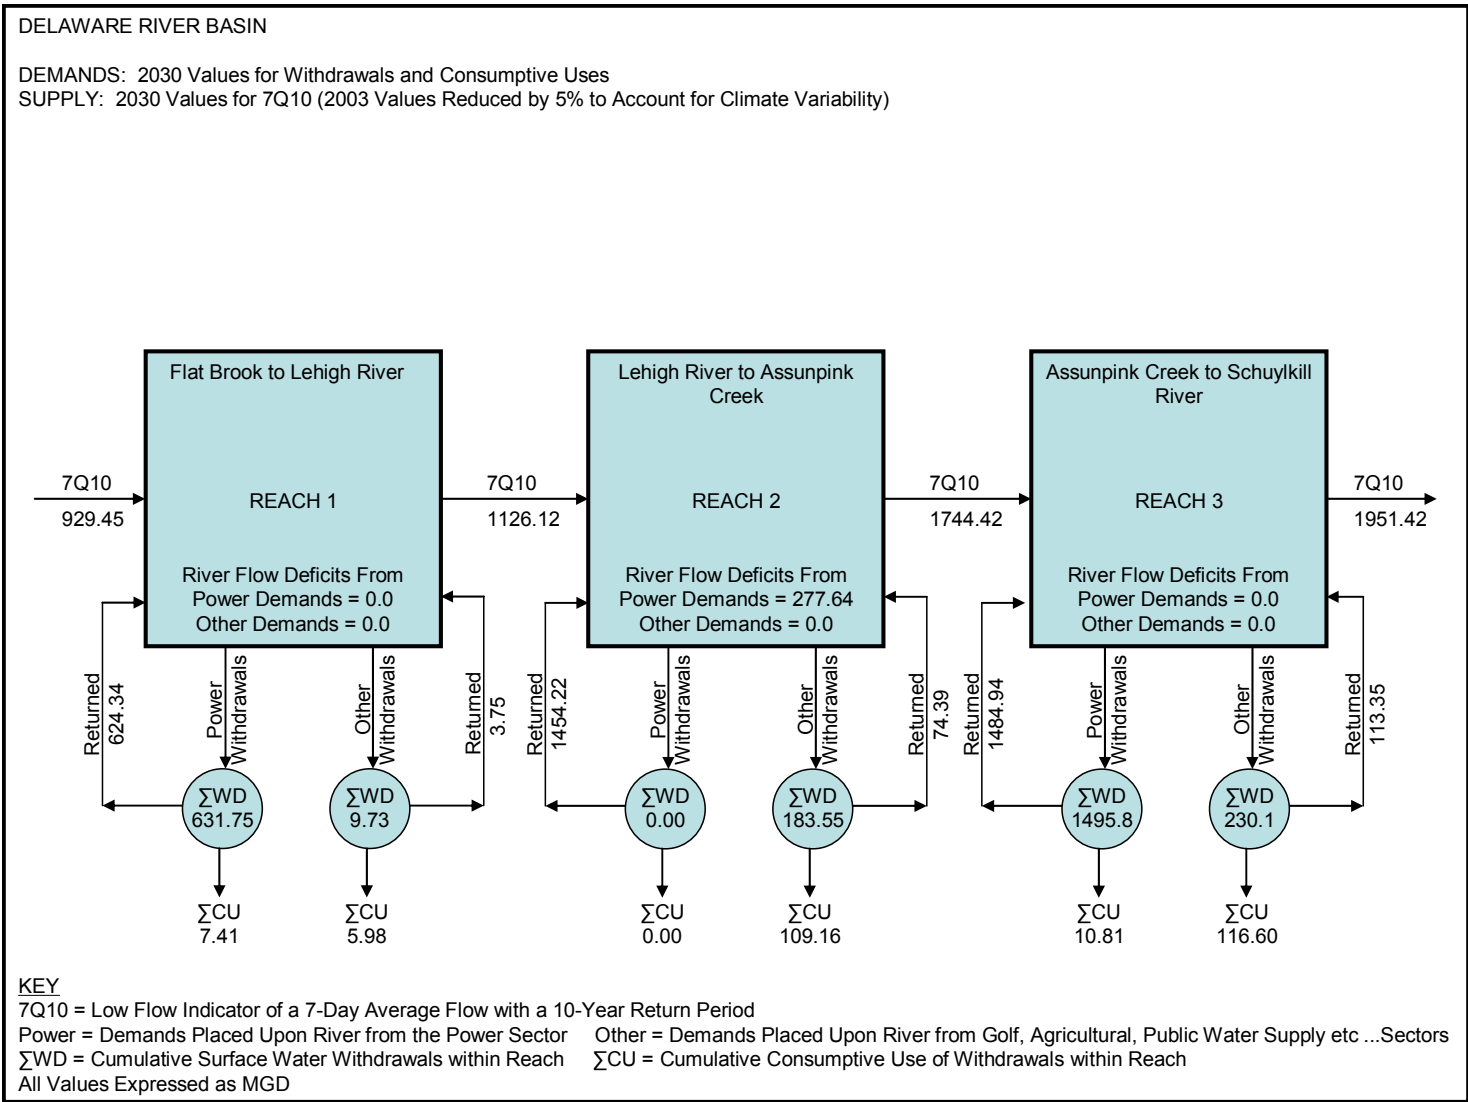 DELAWARE RIVER BASIN
DEMANDS: 2030 Values for Withdrawals and Consumptive Uses
SUPPLY: 2030 Values for 7Q10 (2003 Values Reduced by 5% to Account for Climate Variability)
7Q10
929.45
Flat Brook to Lehigh River
REACH 1
River Flow Deficits From
Power Demands = 0.0
Other Demands = 0.0
7Q10
1126.12
Lehigh River to Assunpink
Creek
REACH 2
River Flow Deficits From
Power Demands = 277.64
Other Demands = 0.0
7Q10
1744.42
Assunpink Creek to Schuylkill
River
REACH 3
River Flow Deficits From
Power Demands = 0.0
Other Demands = 0.0
7Q10
1951.42
Returned
624.34
Power
Withdrawals
Other
Withdrawals
Returned
3.75
Returned
1454.22
Power
Withdrawals
Other
Withdrawals
Returned
74.39
Returned
1484.94
Power
Withdrawals
Other
Withdrawals
Returned
113.35
∑WD
631.75
∑WD
9.73
∑WD
0.00
∑WD
183.55
∑WD
1495.8
∑WD
230.1
∑CU
7.41
∑CU
5.98
∑CU
0.00
∑CU
109.16
∑CU
10.81
∑CU
116.60
KEY
7Q10 = Low Flow Indicator of a 7-Day Average Flow with a 10-Year Return Period
Power = Demands Placed Upon River from the Power Sector Other = Demands Placed Upon River from Golf, Agricultural, Public Water Supply etc ...Sectors
∑WD = Cumulative Surface Water Withdrawals within Reach ∑CU = Cumulative Consumptive Use of Withdrawals within Reach
All Values Expressed as MGD